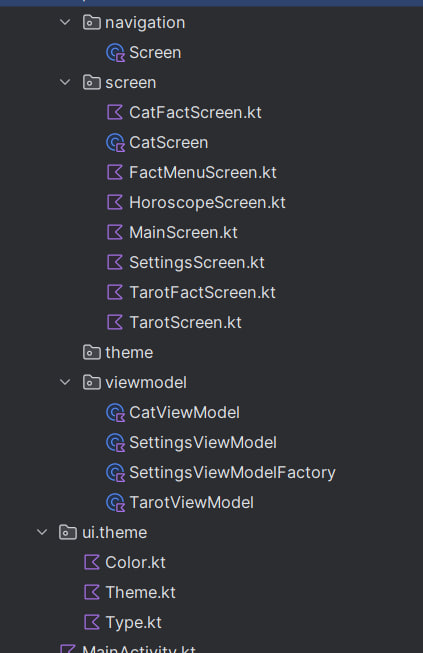 navigation
Screen
screen
CatFactScreen.kt
CatScreen
FactMenuScreen.kt
HoroscopeScreen.kt
MainScreen.kt
SettingsScreen.kt
TarotFactScreen.kt
TarotScreen.kt
theme
viewmodel
CatViewModel
SettingsViewModel
SettingsViewModelFactory
TarotViewModel
ui.theme
Color.kt
Theme.kt
Type.kt
MainActivity.kt